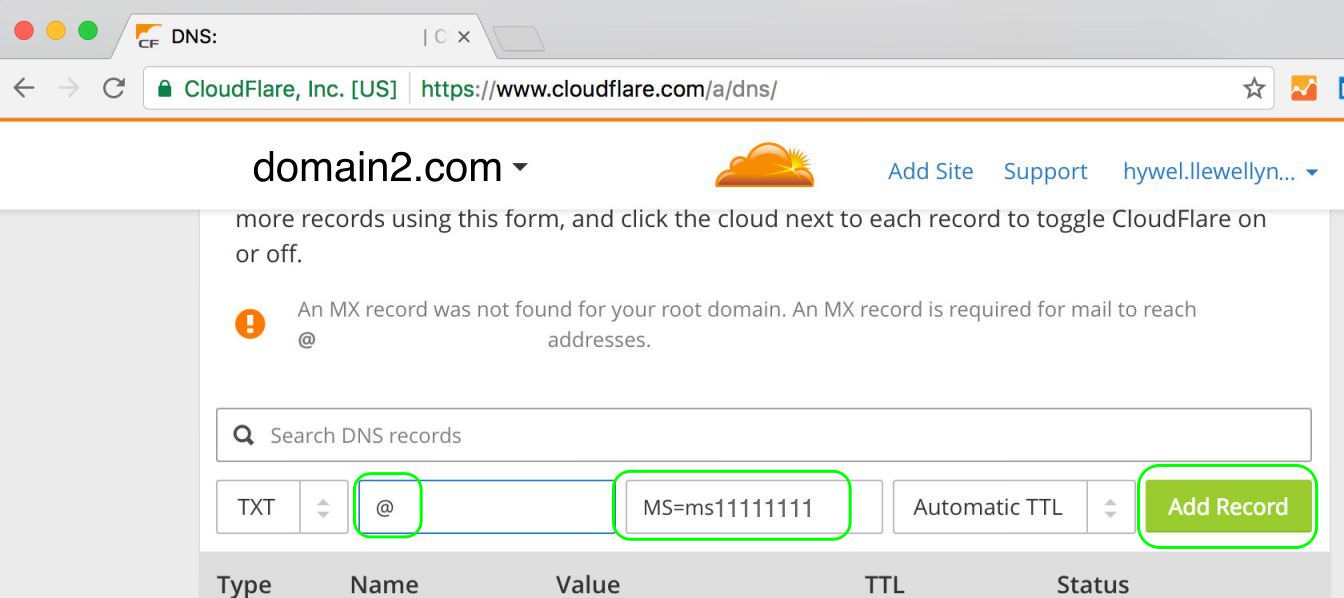 CF DNS: | C
CloudFlare, Inc. [US] https://www.cloudflare.com/a/dns/
domain2.com Add Site Support hywel.llewellyn...
more records using this form, and click the cloud next to each record to toggle CloudFlare on
or off.
An MX record was not found for your root domain. An MX record is required for mail to reach
@ addresses.
Search DNS records
TXT @ MS=ms11111111 Automatic TTL Add Record
Type Name Value TTL Status